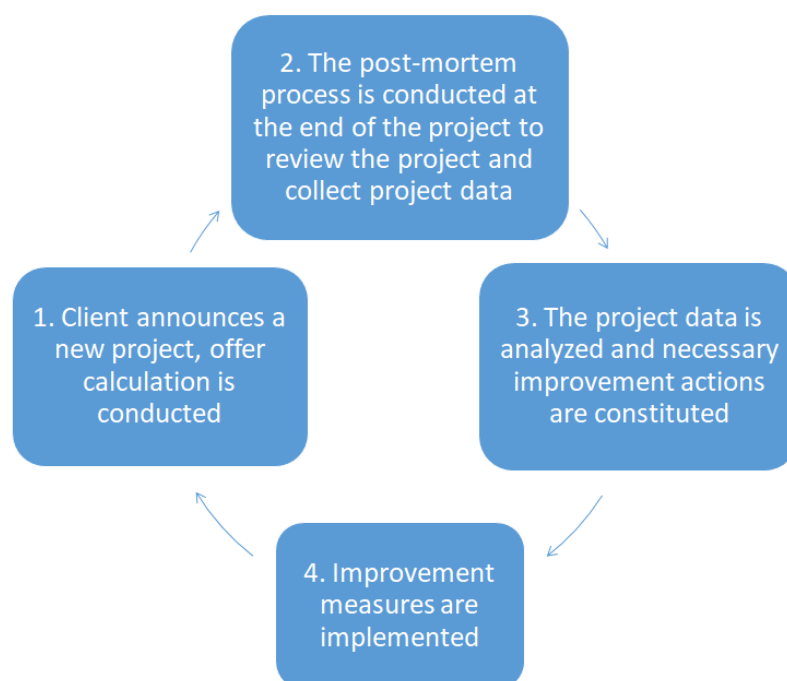 1. Client announces a
new project, offer
calculation is
conducted
2. The post-mortem
process is conducted at
the end of the project to
review the project and
collect project data
3. The project data is
analyzed and necessary
improvement actions
are constituted
4. Improvement
measures are
implemented